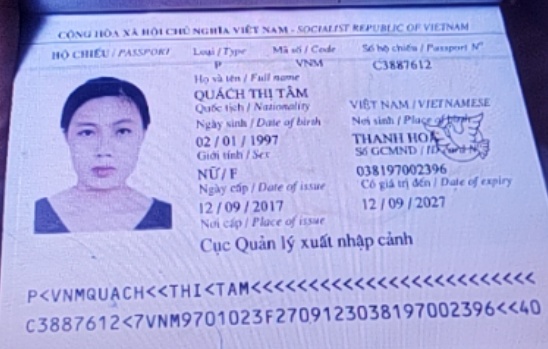 CỘNG HÒA XÃ HỘI CHỦ NGHĨA VIỆT NAM - SOCIALIST REPUBLIC OF VIETNAM
HỘ CHIẾU / PASSPORT Loại / Type Mã số / Code Số hộ chiếu / Passport Nº
P VNM C3887612
Họ và tên / Full name
QUÁCH THỊ TÂM
Quốc tịch / Nationality VIỆT NAM / VIETNAMESE
Ngày sinh / Date of birth Nơi sinh / Place of birth
02 / 01 / 1997 THANH HOÁ
Giới tính / Sex Số GCMND / ID card Nº
NỮ / F 038197002396
Ngày cấp / Date of issue Có giá trị đến / Date of expiry
12 / 09 / 2017 12 / 09 / 2027
Nơi cấp / Place of issue
Cục Quản lý xuất nhập cảnh
P<VNMQUACH<<THI<TAM<<<<<<<<<<<<<<<<<<<<<<<<<
C3887612<7VNM9701023F2709123038197002396<<40